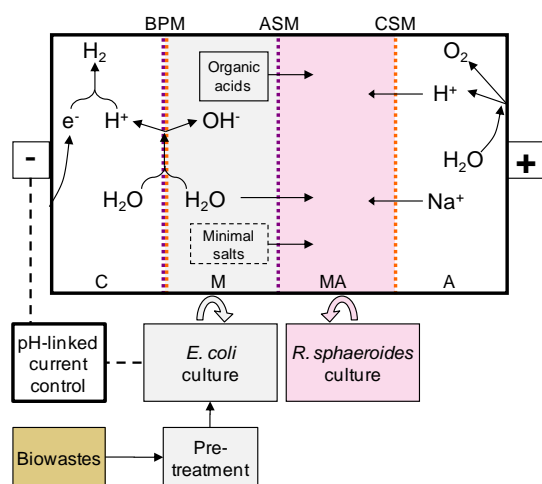 BPM ASM CSM
H2
Organic
acids
O2
e-
H+
OH-
H+
-
H2O
+
H2O
H2O
Na+
Minimal
salts
C
M
MA
A
pH-linked
current
control
E. coli
culture
R. sphaeroides
culture
Biowastes
Pre-
treatment